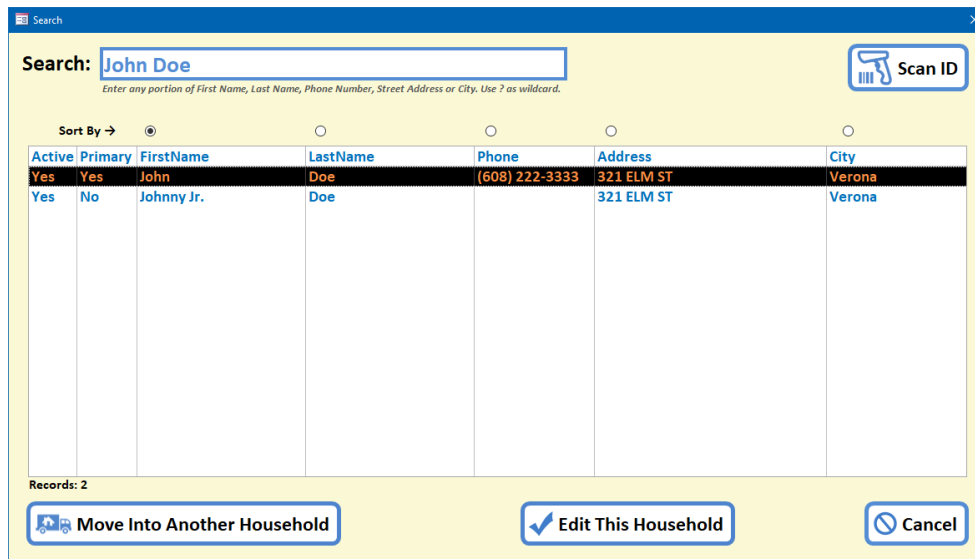 Search
Search: John Doe
Scan ID
Enter any portion of First Name, Last Name, Phone Number, Street Address or City. Use ? as wildcard.
Sort By →
Active Primary FirstName LastName Phone Address City
Yes Yes John Doe (608) 222-3333 321 ELM ST Verona
Yes No Johnny Jr. Doe 321 ELM ST Verona
Records: 2
Move Into Another Household Edit This Household Cancel